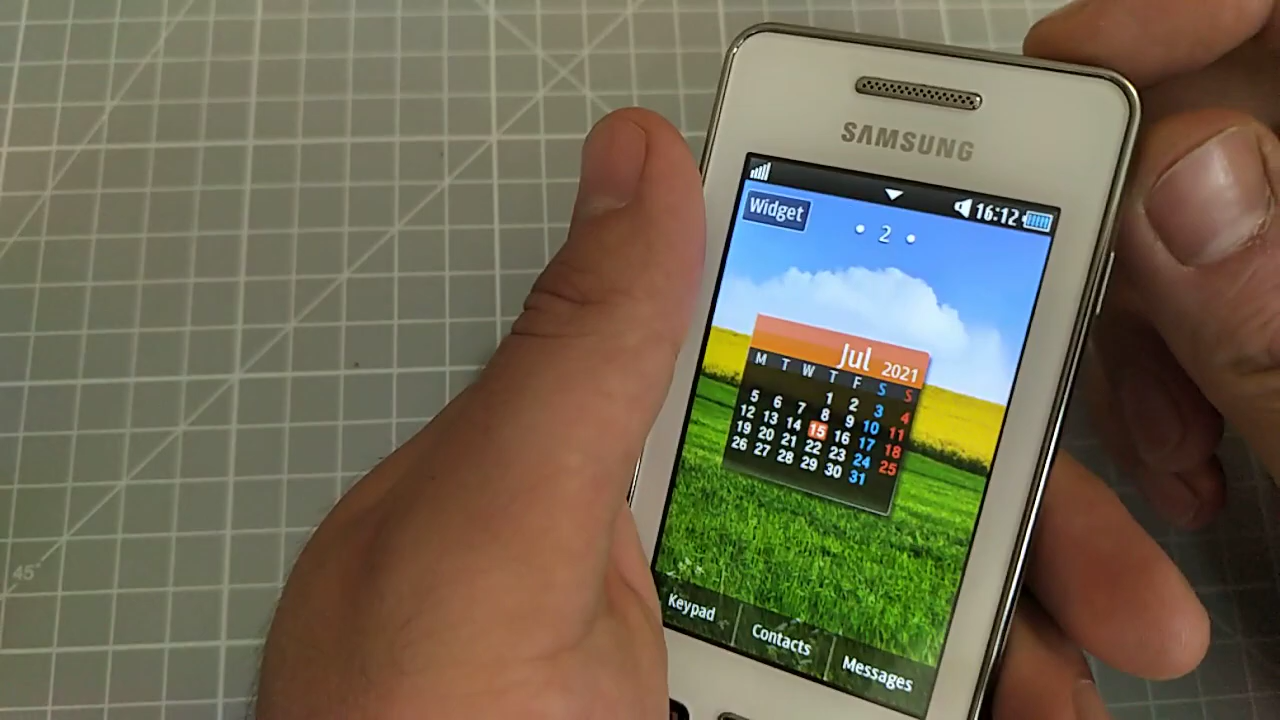 SAMSUNG
16:12
Widget
2
Jul 2021
M T W T F S S
1 2 3 4
5 6 7 8 9 10 11
12 13 14 15 16 17 18
19 20 21 22 23 24 25
26 27 28 29 30 31
45°
Keypad Contacts Messages